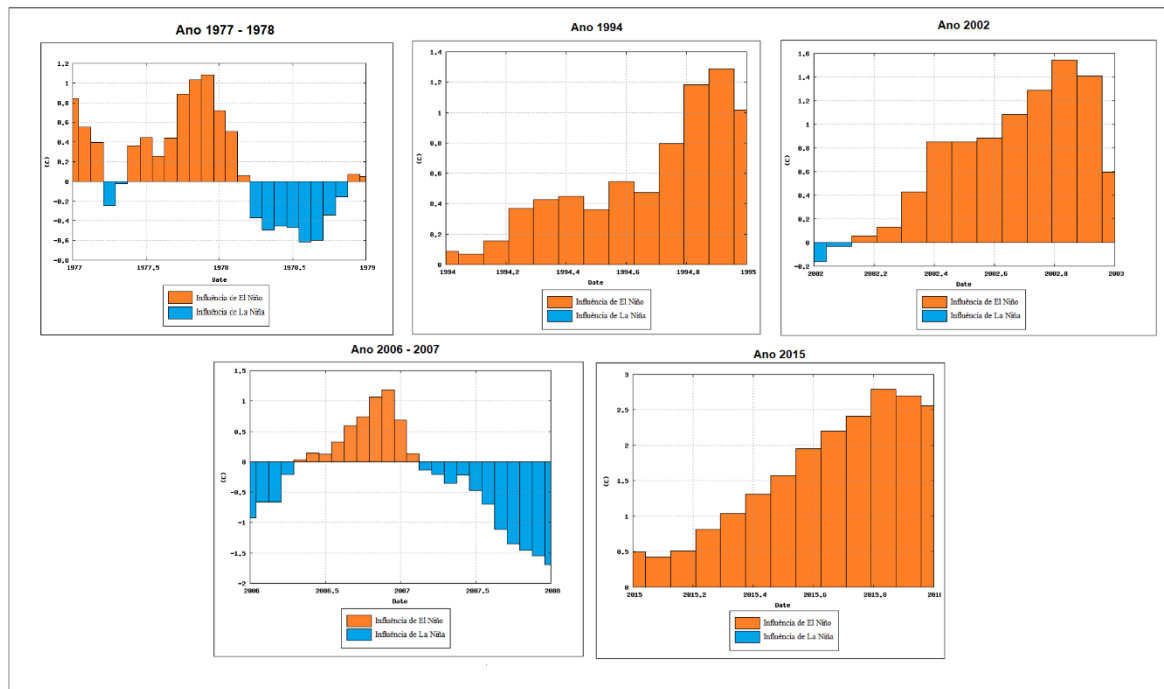 Ano 1977 - 1978
1.2
1
0.8
0.6
0.4
0.2
0
-0.2
-0.4
-0.6
-0.8
(C)
1977
1977.5
1978
1978.5
1979
Date
Influência de El Niño
Influência de La Niña
Ano 1994
1.4
1.2
1
0.8
0.6
0.4
0.2
0
(C)
1994
1994.2
1994.4
1994.6
1994.8
1995
Date
Influência de El Niño
Influência de La Niña
Ano 2002
1.6
1.4
1.2
1
0.8
0.6
0.4
0.2
0
-0.2
(C)
2002
2002.2
2002.4
2002.6
2002.8
2003
Date
Influência de El Niño
Influência de La Niña
Ano 2006 - 2007
1.5
1
0.5
0
-0.5
-1
-1.5
-2
(C)
2006
2006.5
2007
2007.5
2008
Date
Influência de El Niño
Influência de La Niña
Ano 2015
3
2.5
2
1.5
1
0.5
0
(C)
2015
2015.2
2015.4
2015.6
2015.8
Date
Influência de El Niño
Influência de La Niña